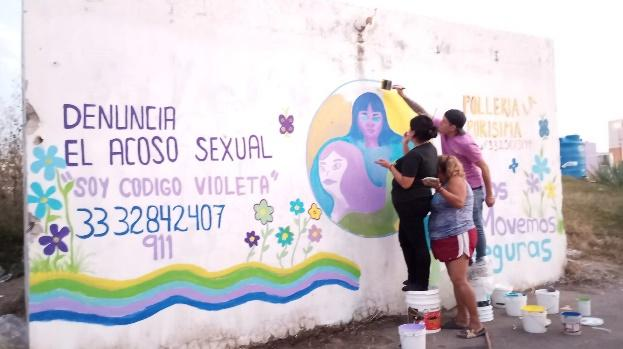 DENUNCIA
EL ACOSO SEXUAL
"SOY CODIGO VIOLETA"
33 32842407
911
POLLERIA
PURISIMA
Movemos
Seguras